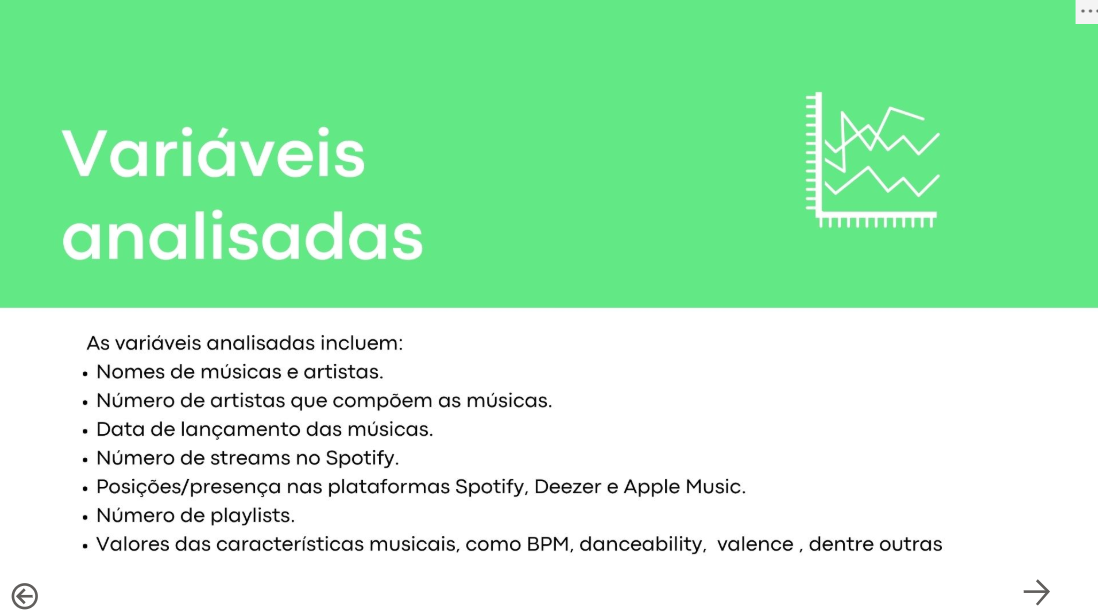 Variáveis
analisadas
As variáveis analisadas incluem:
• Nomes de músicas e artistas.
• Número de artistas que compõem as músicas.
• Data de lançamento das músicas.
• Número de streams no Spotify.
• Posições/presença nas plataformas Spotify, Deezer e Apple Music.
• Número de playlists.
• Valores das características musicais, como BPM, danceability,  valence , dentre outras